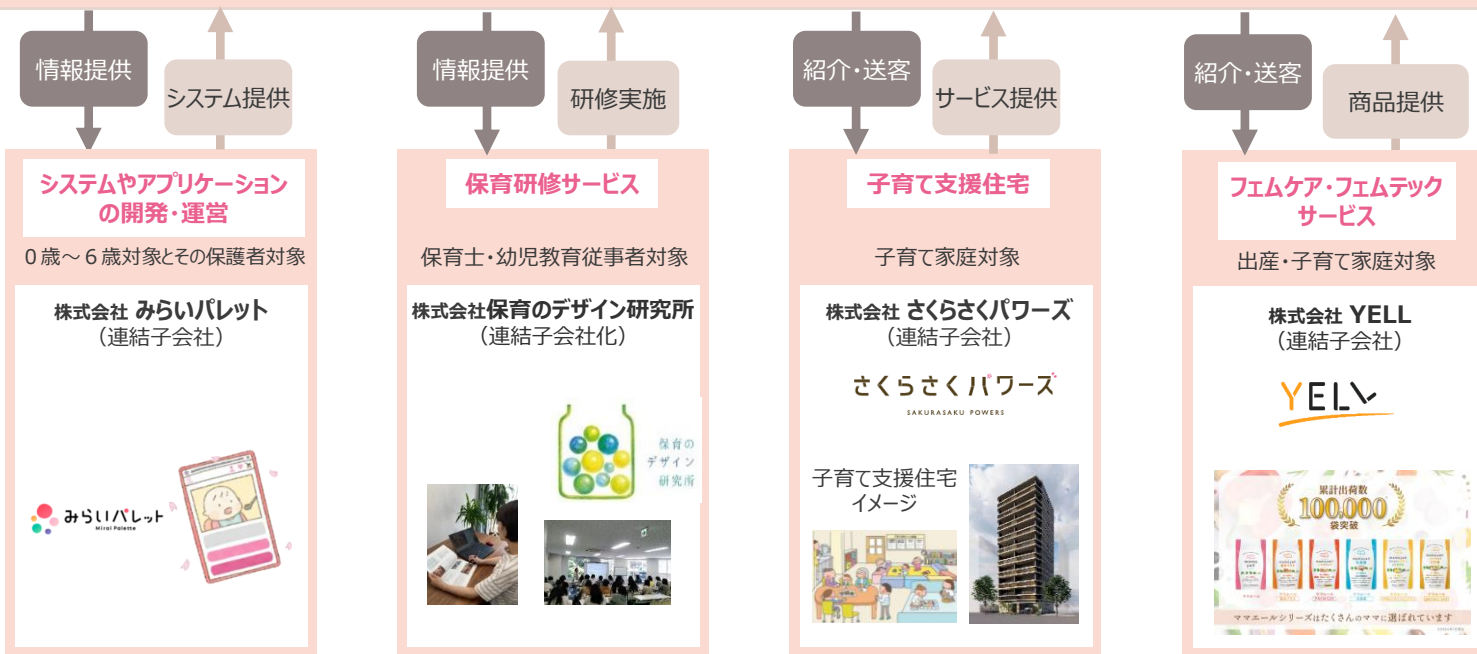 情報提供
システム提供
システムやアプリケーション
の開発・運営
0歳～6歳対象とその保護者対象
株式会社 みらいパレット
（連結子会社）
みらいパレット
Mirai Palette
情報提供
研修実施
保育研修サービス
保育士・幼児教育従事者対象
株式会社保育のデザイン研究所
（連結子会社化）
保育の
デザイン
研究所
紹介・送客
サービス提供
子育て支援住宅
子育て家庭対象
株式会社 さくらさくパワーズ
（連結子会社）
さくらさくパワーズ
SAKURASAKU POWERS
子育て支援住宅
イメージ
紹介・送客
商品提供
フェムケア・フェムテック
サービス
出産・子育て家庭対象
株式会社 YELL
（連結子会社）
YELL
累計出荷数
100,000
袋突破
ママエールシリーズはたくさんのママに選ばれています